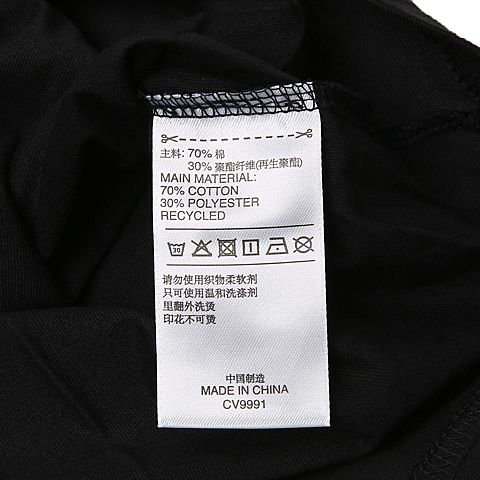 主料: 70% 棉
30% 聚酯纤维(再生聚酯)
MAIN MATERIAL:
70% COTTON
30% POLYESTER
RECYCLED
30
请勿使用织物柔软剂
只可使用温和洗涤剂
里翻外洗烫
印花不可烫
中国制造
MADE IN CHINA
CV9991